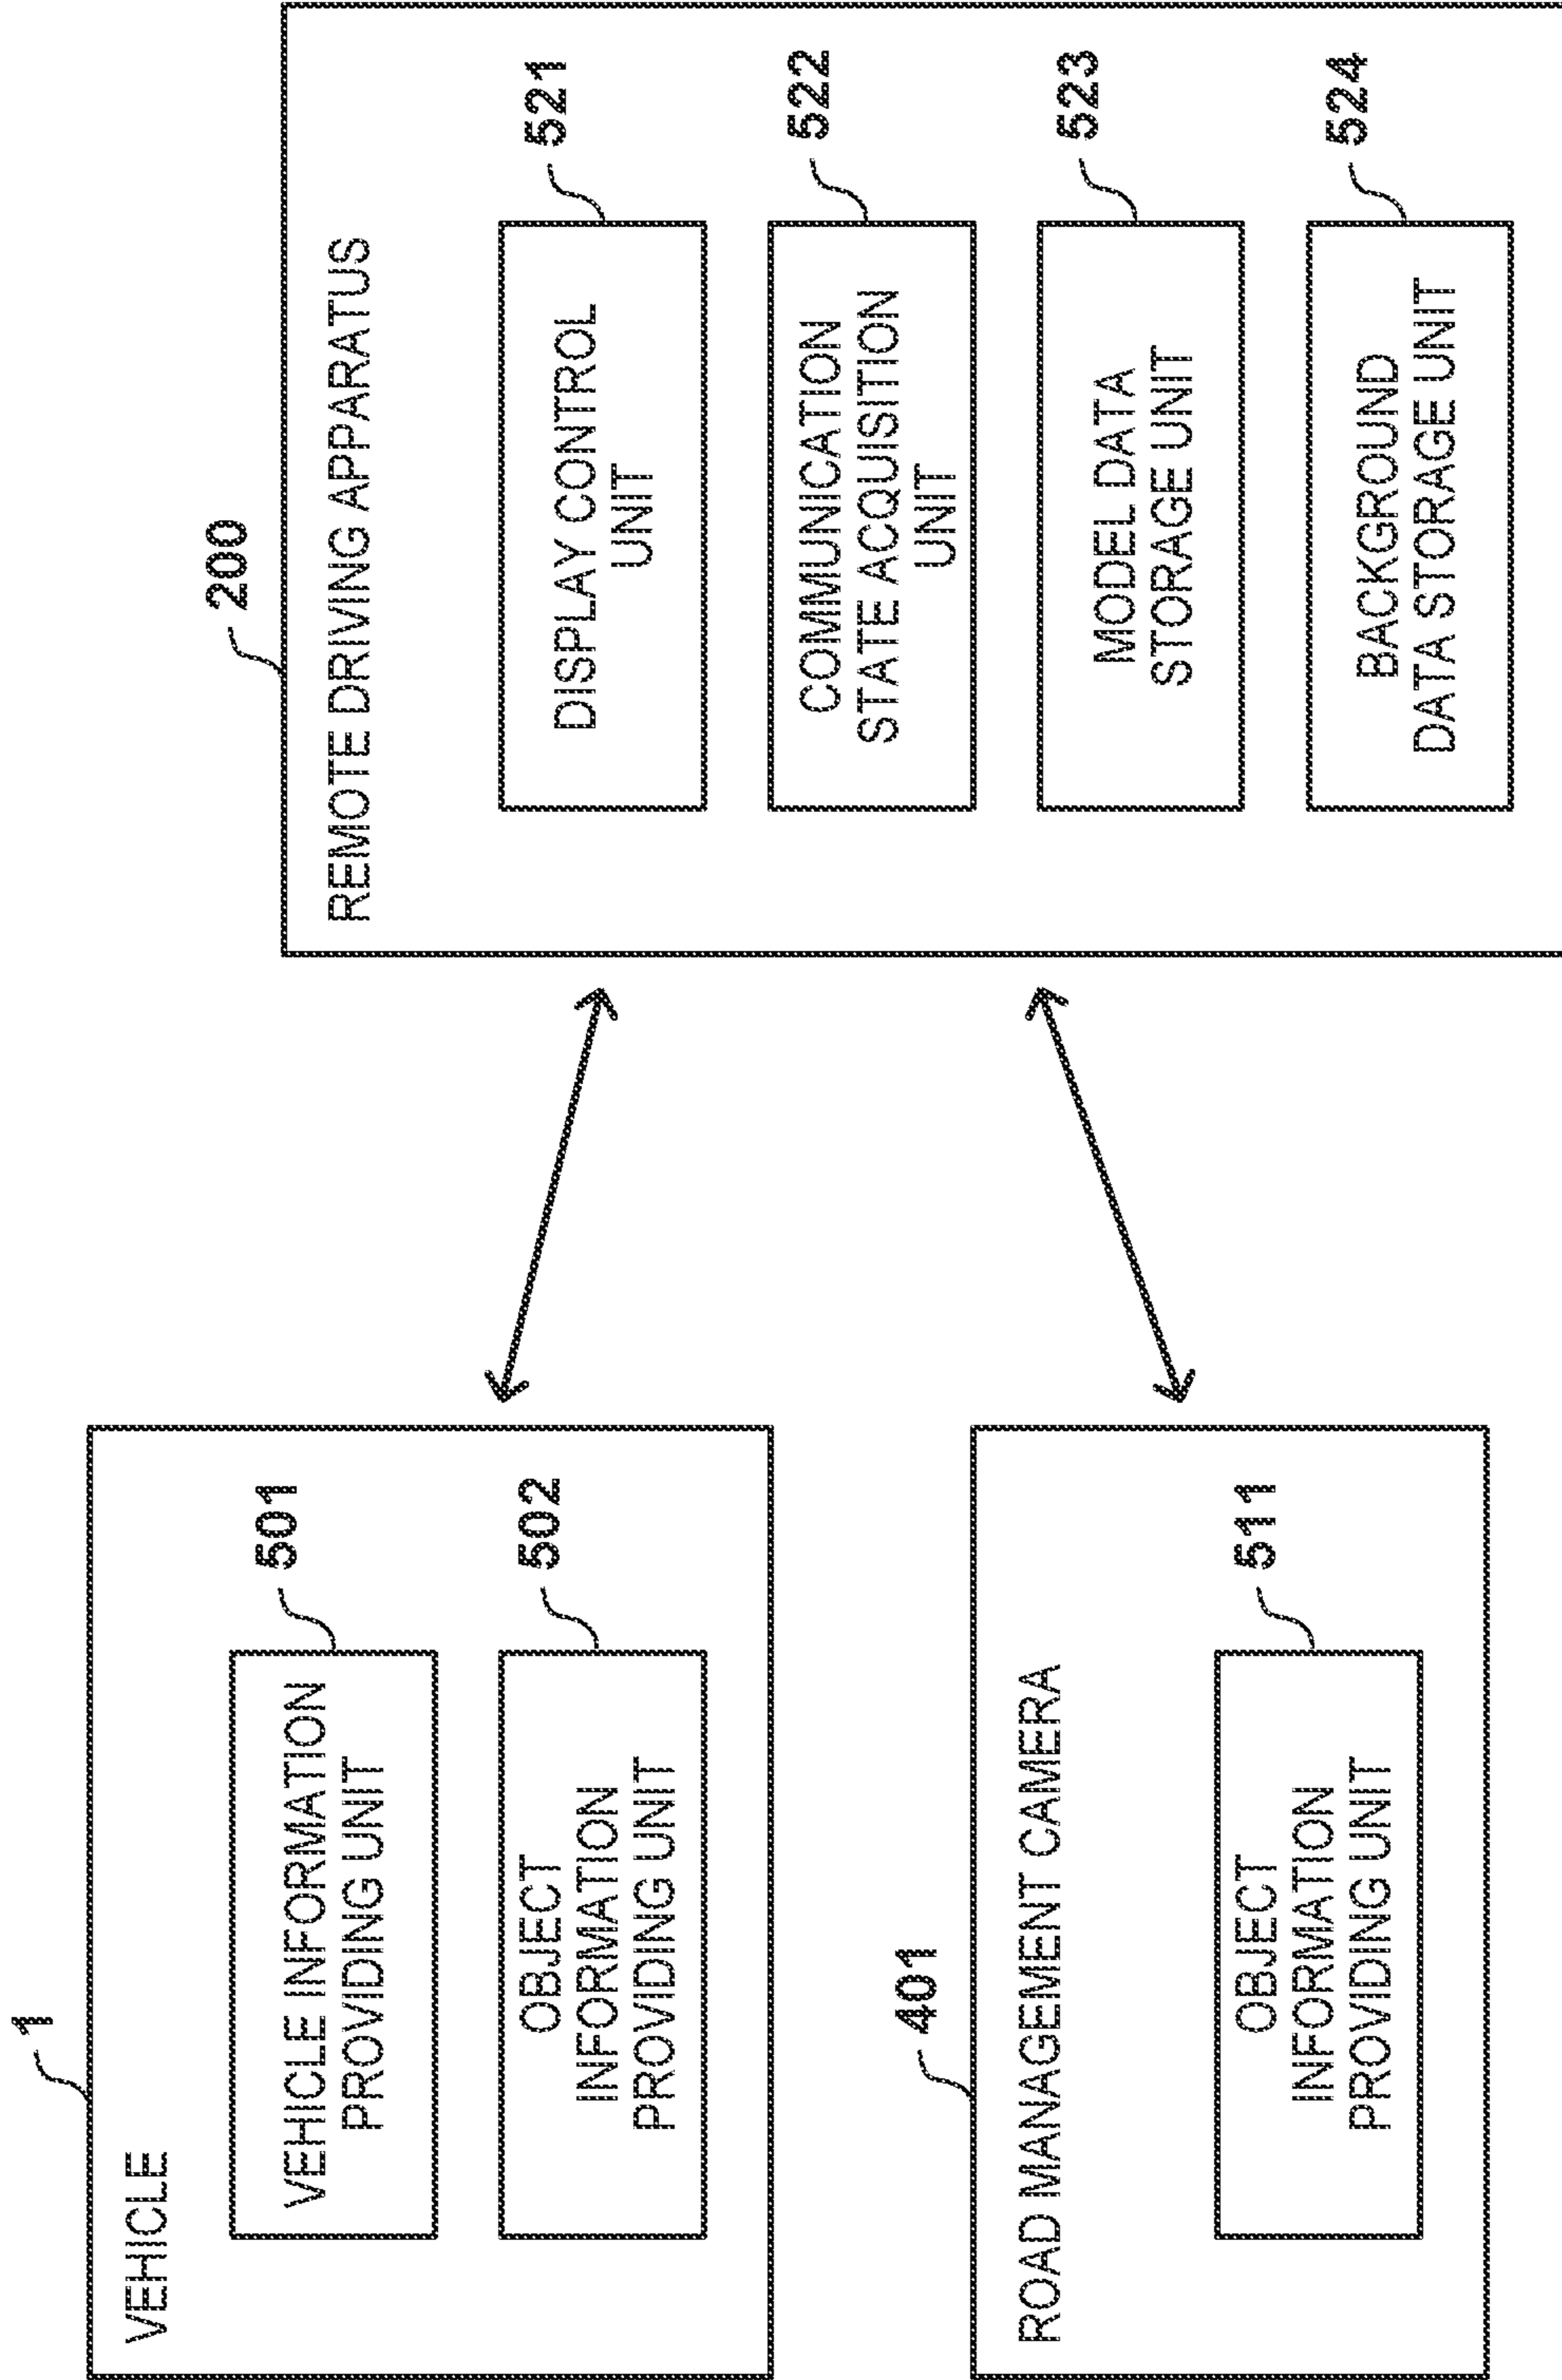 1
VEHICLE
VEHICLE INFORMATION
PROVIDING UNIT
501
OBJECT
INFORMATION
PROVIDING UNIT
502
401
ROAD MANAGEMENT CAMERA
OBJECT
INFORMATION
PROVIDING UNIT
511
200
REMOTE DRIVING APPARATUS
DISPLAY CONTROL
UNIT
521
COMMUNICATION
STATE ACQUISITION
UNIT
522
MODEL DATA
STORAGE UNIT
523
BACKGROUND
DATA STORAGE UNIT
524